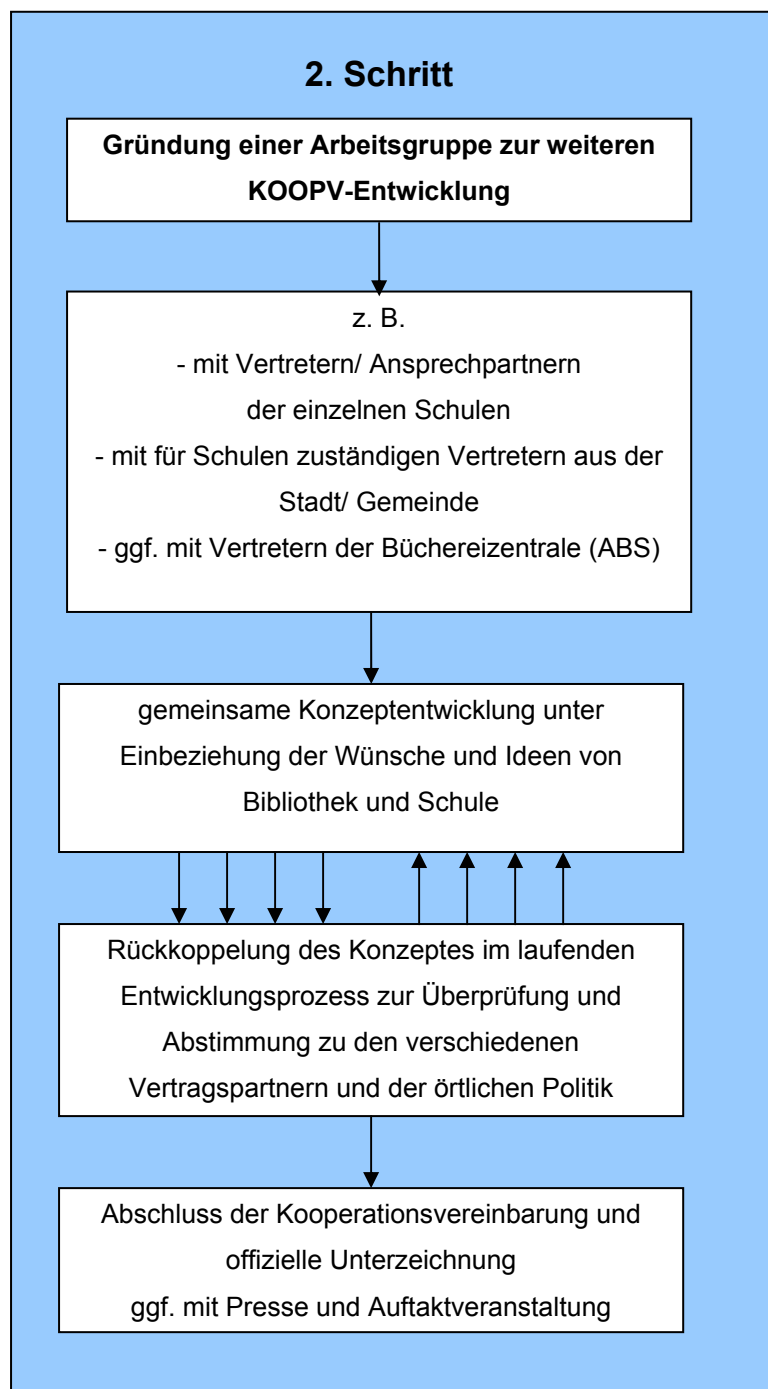 2. Schritt
Gründung einer Arbeitsgruppe zur weiteren
KOOPV-Entwicklung
z. B.
- mit Vertretern/ Ansprechpartnern
der einzelnen Schulen
- mit für Schulen zuständigen Vertretern aus der
Stadt/ Gemeinde
- ggf. mit Vertretern der Büchereizentrale (ABS)
gemeinsame Konzeptentwicklung unter
Einbeziehung der Wünsche und Ideen von
Bibliothek und Schule
Rückkoppelung des Konzeptes im laufenden
Entwicklungsprozess zur Überprüfung und
Abstimmung zu den verschiedenen
Vertragspartnern und der örtlichen Politik
Abschluss der Kooperationsvereinbarung und
offizielle Unterzeichnung
ggf. mit Presse und Auftaktveranstaltung